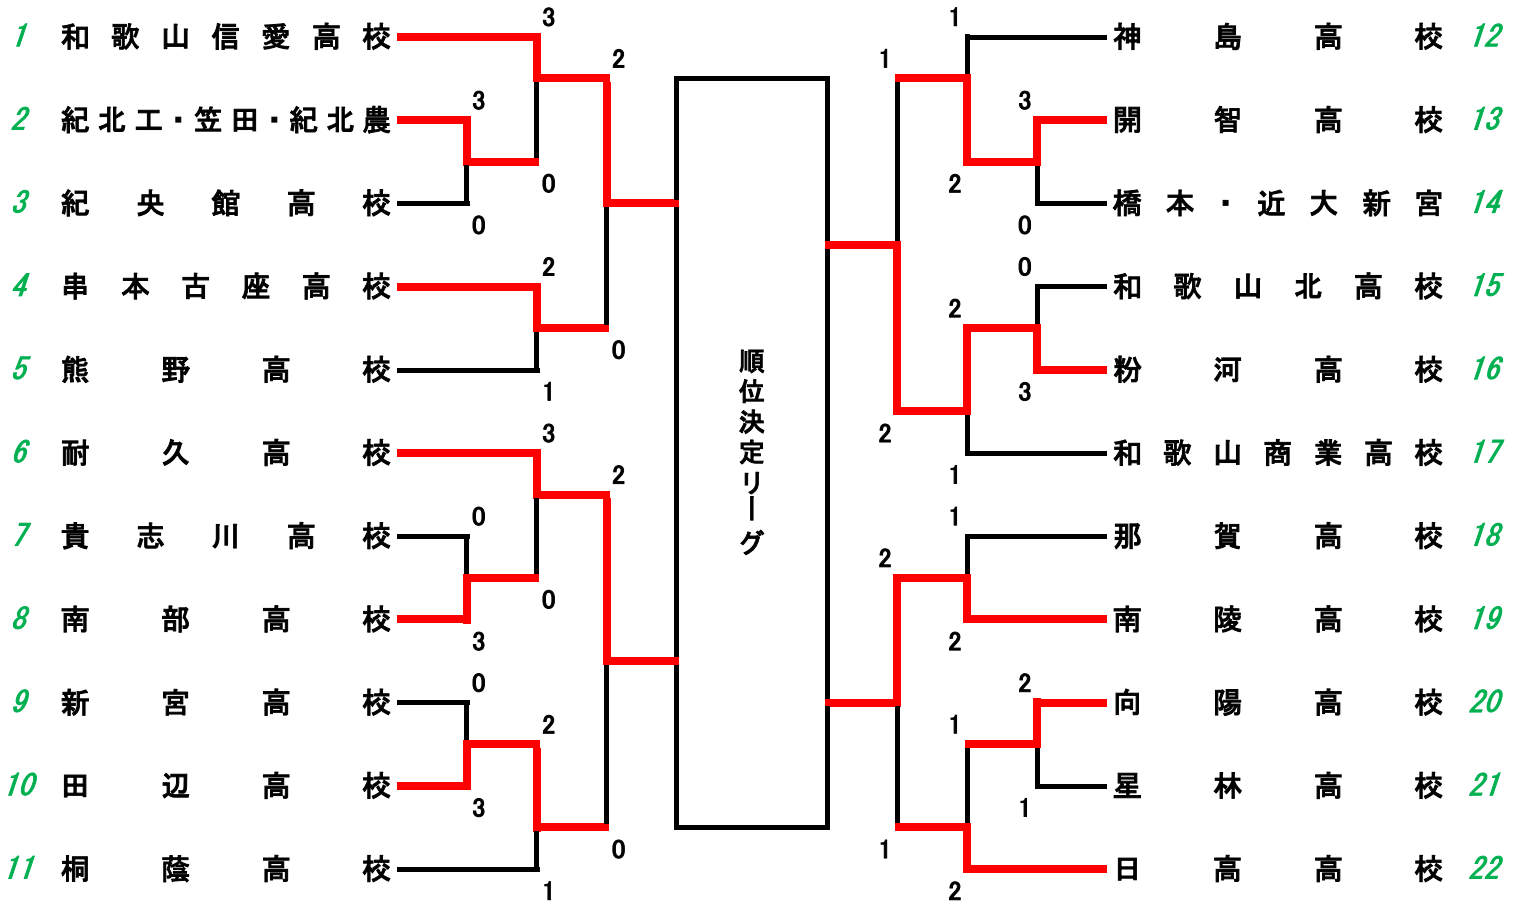 1 和歌山信愛高校
2 紀北工・笠田・紀北農
3 紀央館高校
4 串本古座高校
5 熊野高校
6 耐久高校
7 貴志川高校
8 南部高校
9 新宮高校
10 田辺高校
11 桐蔭高校
3
3
0
0
2
1
2
0
3
0
3
0
0
3
2
1
2
0
順位決定リーグ
1
3
0
2
1
0
3
2
1
2
1
2
2
1
1
2
2
1
神島高校 12
開智高校 13
橋本・近大新宮 14
和歌山北高校 15
粉河高校 16
和歌山商業高校 17
那賀高校 18
南陵高校 19
向陽高校 20
星林高校 21
日高高校 22